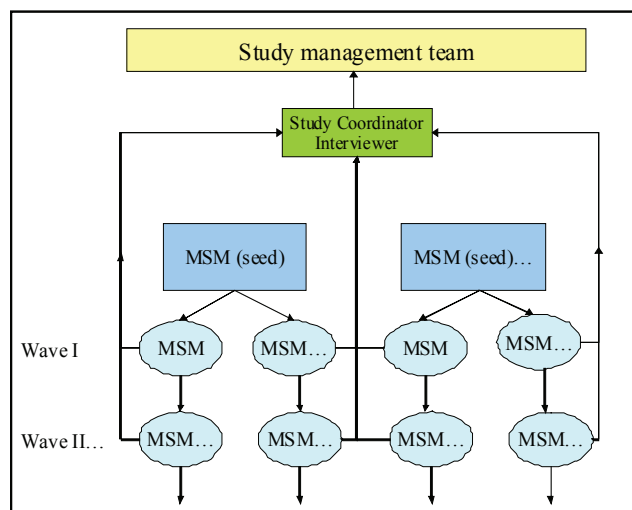 Study management team
Study Coordinator
Interviewer
MSM (seed)
MSM (seed)…
Wave I
MSM
MSM…
MSM
MSM…
Wave II…
MSM…
MSM…
MSM…
MSM…